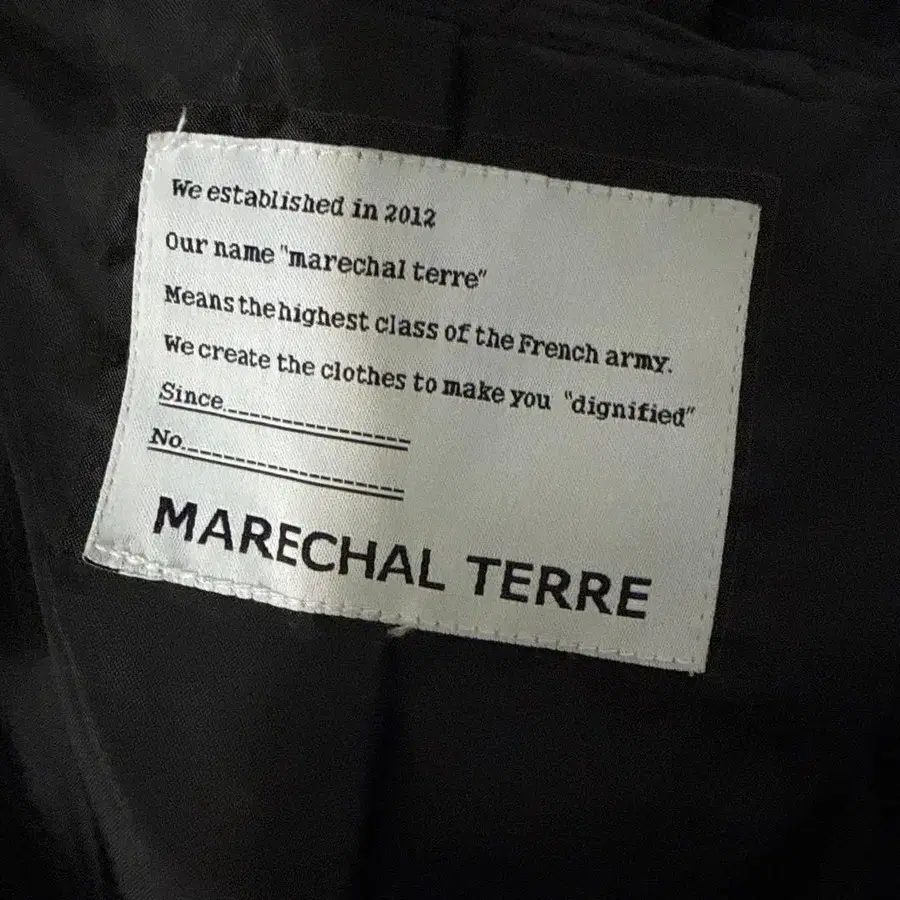 We established in 2012
Our name "marechal terre"
Means the highest class of the French army.
We create the clothes to make you "dignified"
Since
No.
MARECHAL TERRE